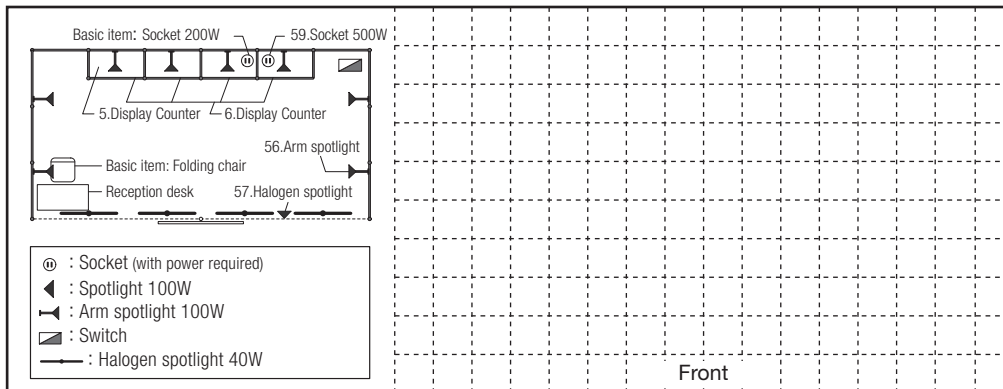 Basic item: Socket 200W 59.Socket 500W
5.Display Counter 6.Display Counter
56.Arm spotlight
Basic item: Folding chair
Reception desk 57.Halogen spotlight
: Socket (with power required)
: Spotlight 100W
: Arm spotlight 100W
: Switch
: Halogen spotlight 40W
Front